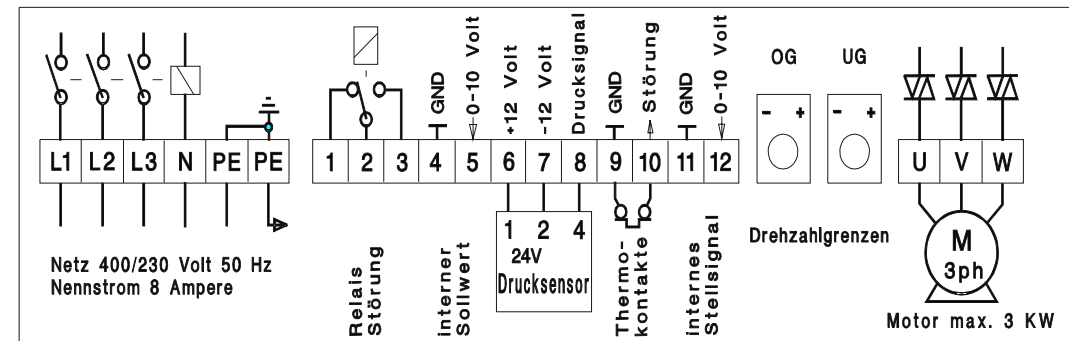 GND
0-10 Volt
+12 Volt
-12 Volt
Drucksignal
GND
Störung
GND
0-10 Volt
OG
UG
- +
- +
L1 L2 L3 N PE PE
1 2 3 4 5 6 7 8 9 10 11 12
U V W
1 2 4
24V
Drucksensor
Netz 400/230 Volt 50 Hz
Nennstrom 8 Ampere
Relais
Störung
interner
Sollwert
Thermo-
kontakte
internes
Stellsignal
Drehzahlgrenzen
M
3ph
Motor max. 3 KW